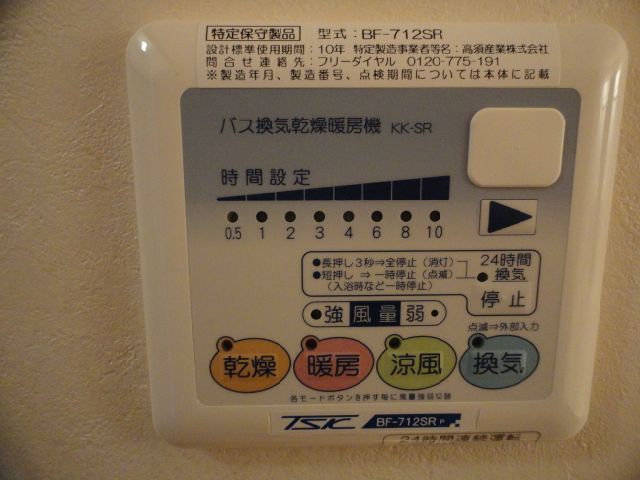 特定保守製品 型式：BF-712SR
設計標準使用期間：10年 特定製造事業者等名：高須産業株式会社
問合せ連絡先：フリーダイヤル 0120-775-191
※製造年月、製造番号、点検期間については本体に記載
バス換気乾燥暖房機 KK-SR
時間設定
0.5 1 2 3 4 6 8 10
●長押し3秒⇒全停止（消灯）
●短押し ⇒一時停止（点滅）
（入浴時など一時停止）
24時間
換気
停止
強 風量 弱
点滅⇒外部入力
乾燥 暖房 涼風 換気
各モードボタンを押す毎に風量強弱切替
TSK BF-712SR P
24時間連続運転